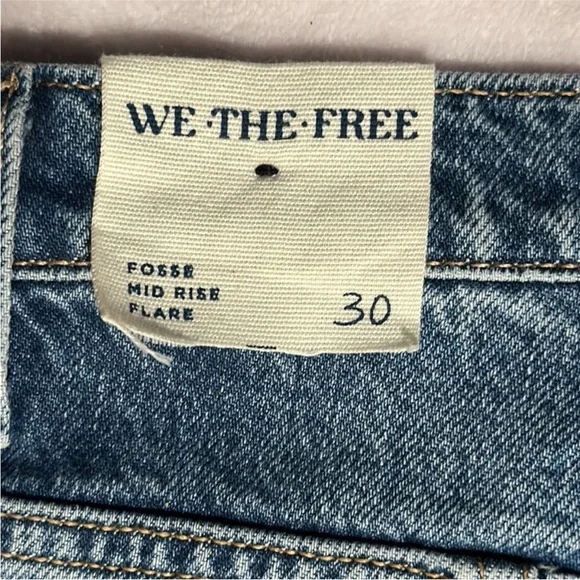 WE·THE·FREE
FOSSE
MID RISE
FLARE
30